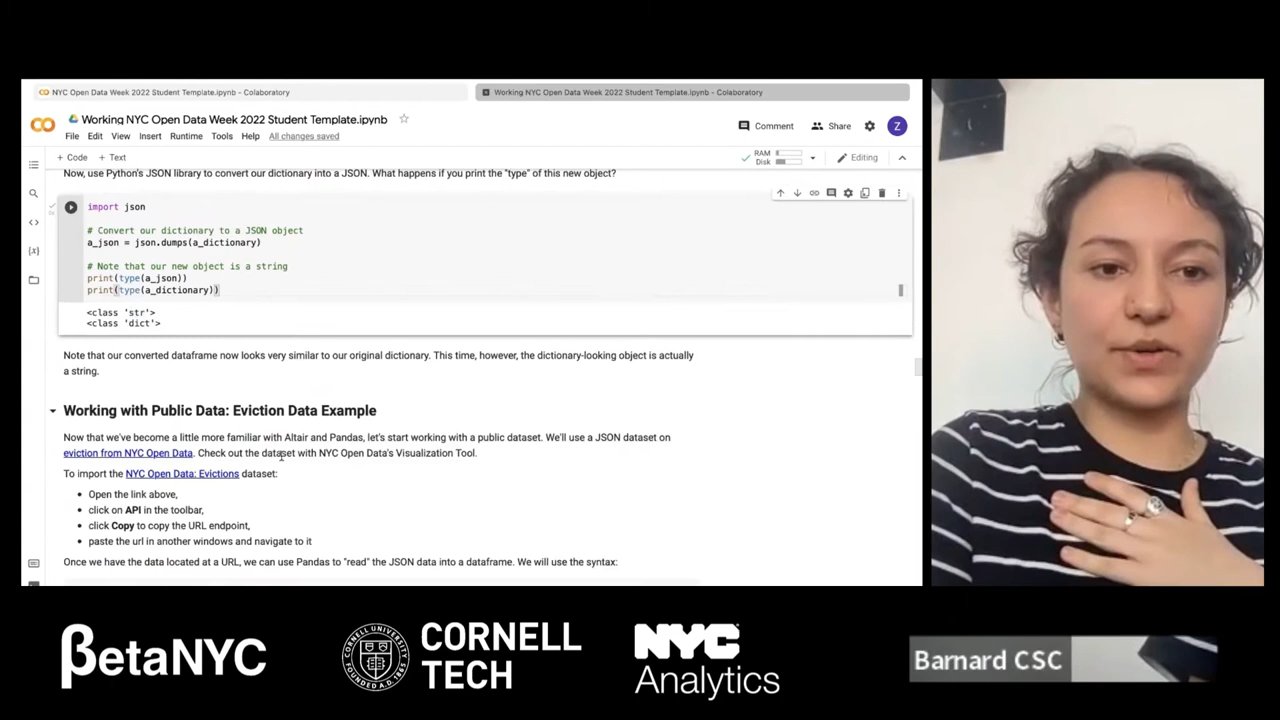 NYC Open Data Week 2022 Student Template.ipynb - Colaboratory
Working NYC Open Data Week 2022 Student Template.ipynb - Colaboratory
Working NYC Open Data Week 2022 Student Template.ipynb
Comment
Share
Z
File Edit View Insert Runtime Tools Help All changes saved
+ Code + Text
RAM
Disk
Editing
Now, use Python's JSON library to convert our dictionary into a JSON. What happens if you print the "type" of this new object?
import json
# Convert our dictionary to a JSON object
a_json = json.dumps(a_dictionary)
# Note that our new object is a string
print(type(a_json))
print(type(a_dictionary))
<class 'str'>
<class 'dict'>
Note that our converted dataframe now looks very similar to our original dictionary. This time, however, the dictionary-looking object is actually
a string.
Working with Public Data: Eviction Data Example
Now that we've become a little more familiar with Altair and Pandas, let's start working with a public dataset. We'll use a JSON dataset on
eviction from NYC Open Data. Check out the dataset with NYC Open Data's Visualization Tool.
To import the NYC Open Data: Evictions dataset:
• Open the link above,
• click on API in the toolbar,
• click Copy to copy the URL endpoint,
• paste the url in another windows and navigate to it
Once we have the data located at a URL, we can use Pandas to "read" the JSON data into a dataframe. We will use the syntax:
βetaNYC
CORNELL
TECH
NYC
Analytics
Barnard CSC